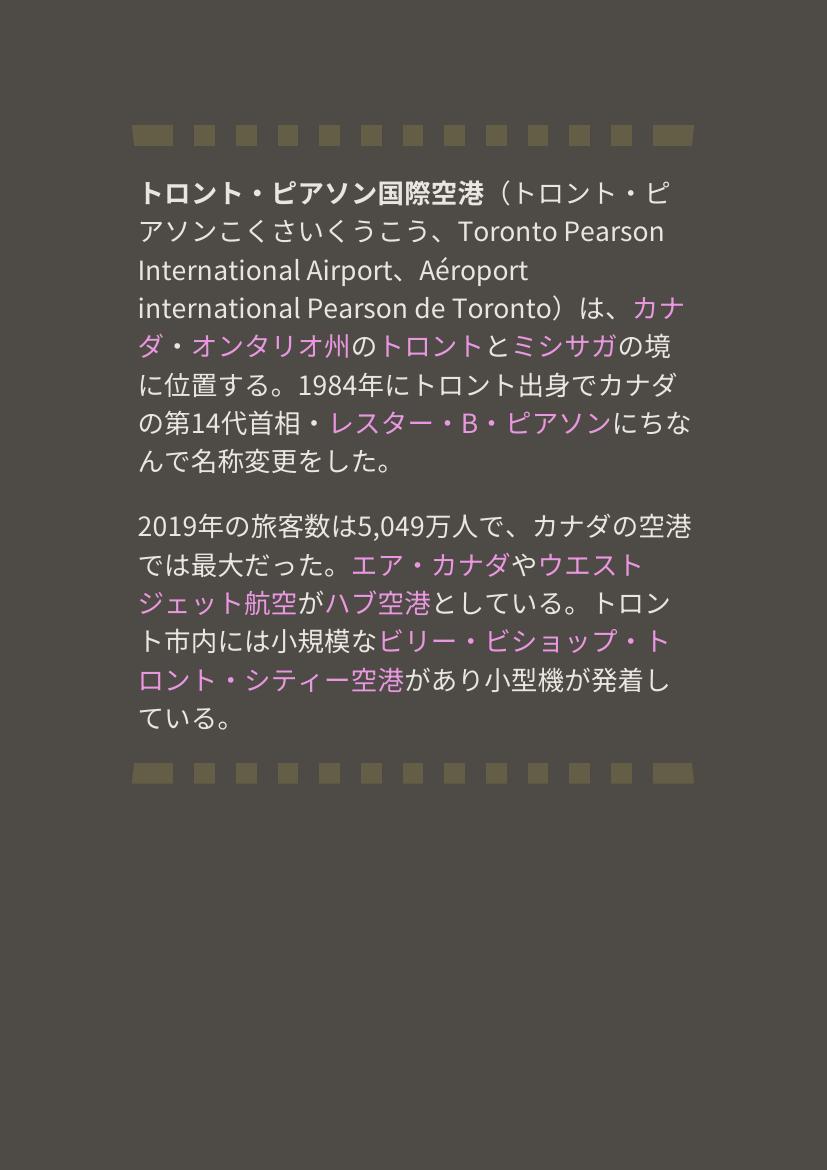 トロント・ピアソン国際空港（トロント・ピ
アソンこくさいくうこう、Toronto Pearson
International Airport、Aéroport
international Pearson de Toronto）は、カナ
ダ・オンタリオ州のトロントとミシサガの境
に位置する。1984年にトロント出身でカナダ
の第14代首相・レスター・B・ピアソンにちな
んで名称変更をした。
2019年の旅客数は5,049万人で、カナダの空港
では最大だった。エア・カナダやウエスト
ジェット航空がハブ空港としている。トロン
ト市内には小規模なビリー・ビショップ・ト
ロント・シティー空港があり小型機が発着し
ている。